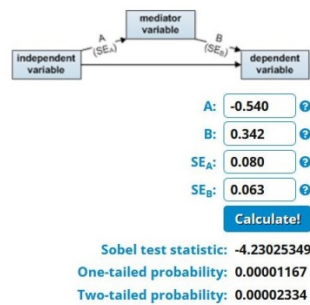 mediator
variable
A
(SEA)
B
(SEB)
independent
variable
dependent
variable
A: -0.540
B: 0.342
SEA: 0.080
SEB: 0.063
Calculate!
Sobel test statistic: -4.23025349
One-tailed probability: 0.00001167
Two-tailed probability: 0.00002334